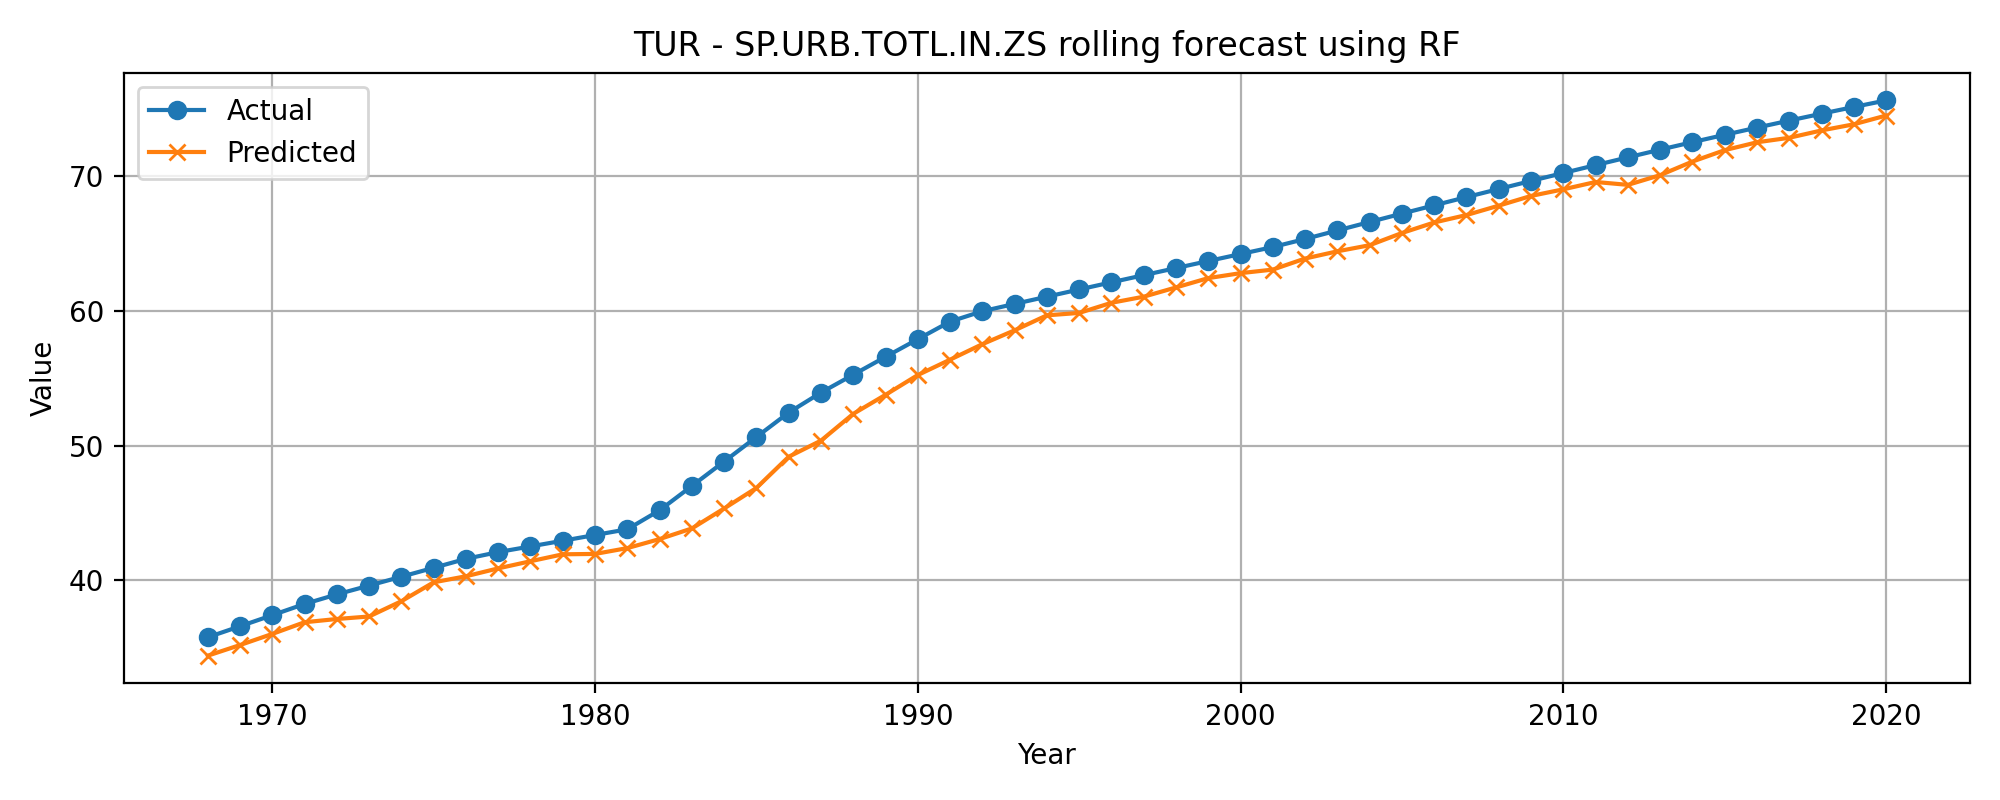 TUR - SP.URB.TOTL.IN.ZS rolling forecast using RF
Actual
Predicted
Value
70
60
50
40
1970 1980 1990 2000 2010 2020
Year